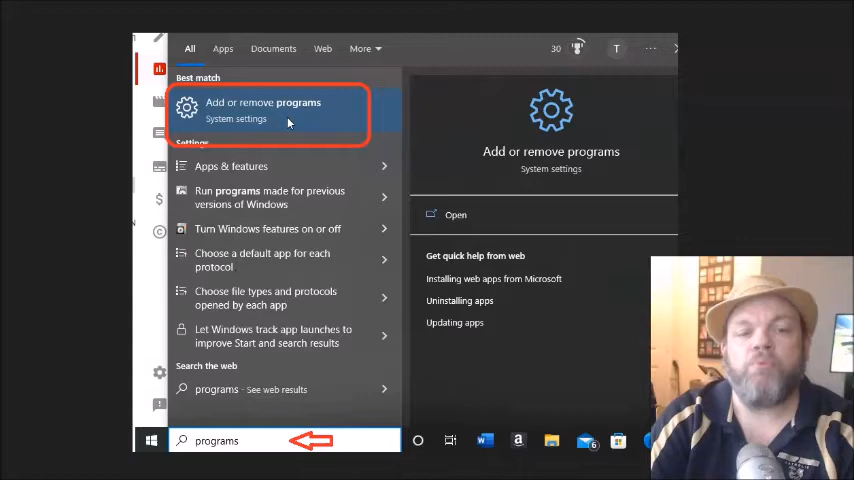 All Apps Documents Web More 30 T ...
Best match
Add or remove programs
System settings
Settings
Apps & features
Run programs made for previous
versions of Windows
Turn Windows features on or off
Choose a default app for each
protocol
Choose file types and protocols
opened by each app
Let Windows track app launches to
improve Start and search results
Search the web
programs - See web results
programs
Add or remove programs
System settings
Open
Get quick help from web
Installing web apps from Microsoft
Uninstalling apps
Updating apps
W a 6